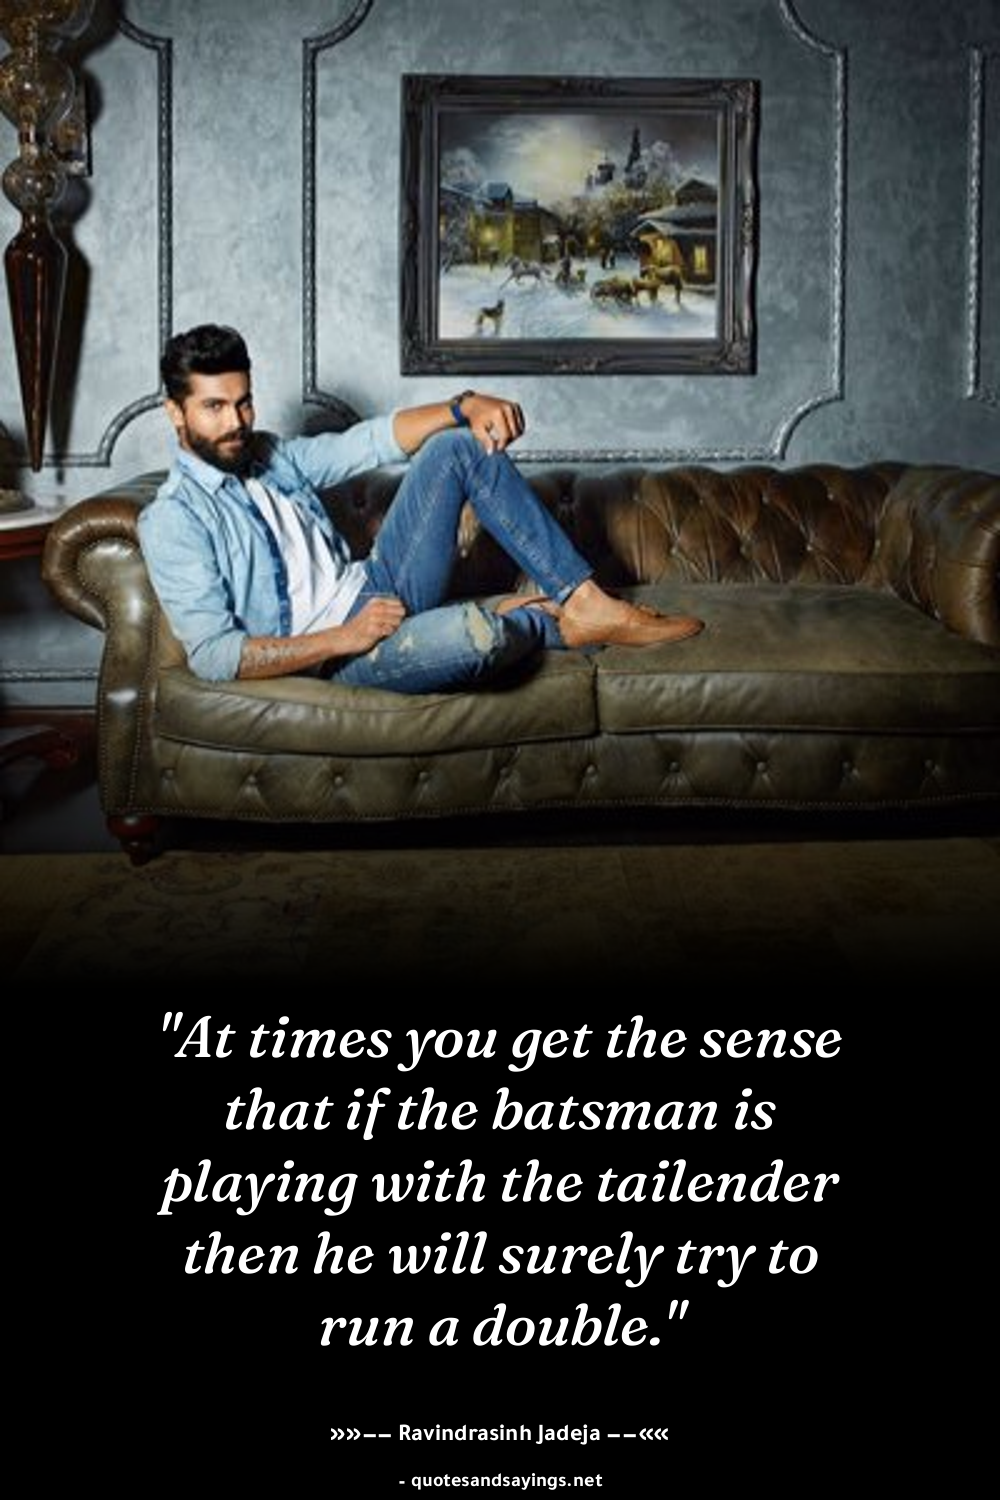 "At times you get the sense
that if the batsman is
playing with the tailender
then he will surely try to
run a double."
»»−− Ravindrasinh Jadeja −−««
- quotesandsayings.net